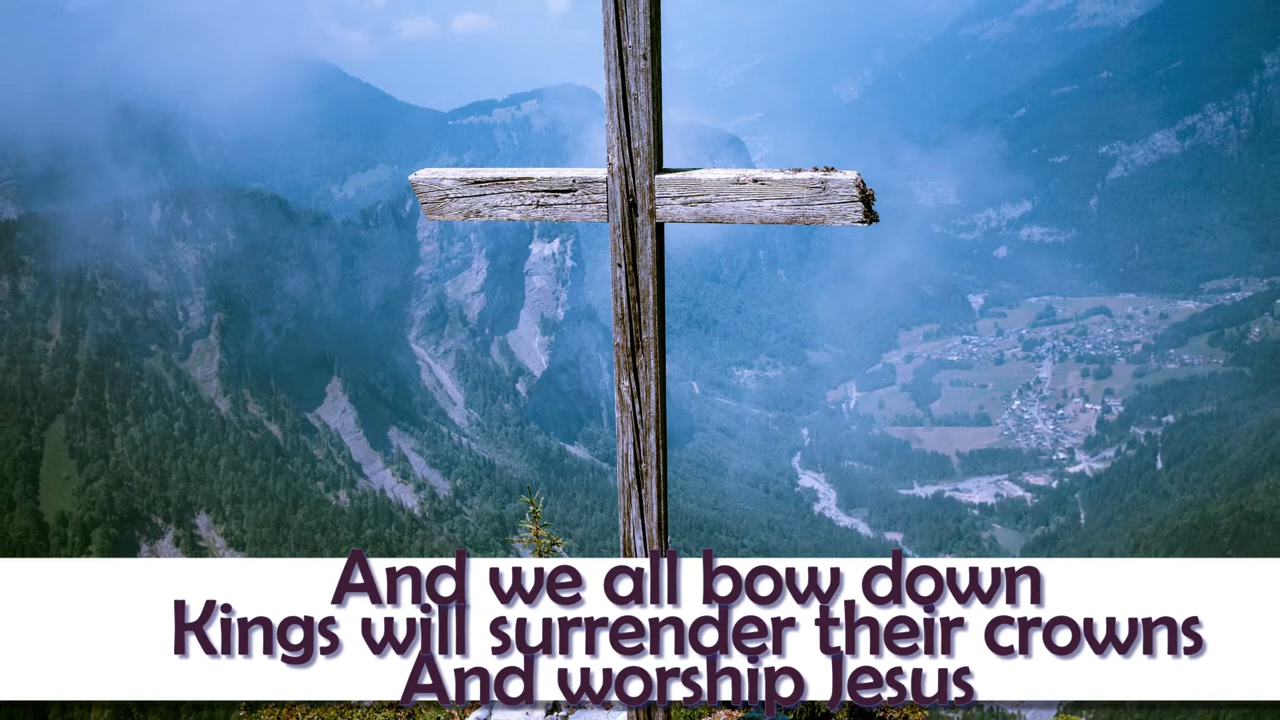 And we all bow down
Kings will surrender their crowns
And worship Jesus